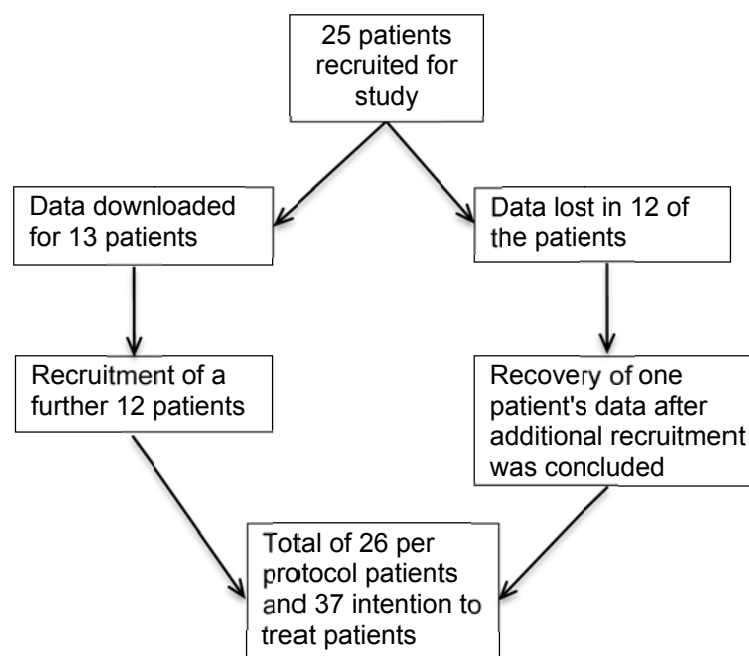 25 patients
recruited for
study
Data downloaded
for 13 patients
Data lost in 12 of
the patients
Recruitment of a
further 12 patients
Recovery of one
patient's data after
additional recruitment
was concluded
Total of 26 per
protocol patients
and 37 intention to
treat patients